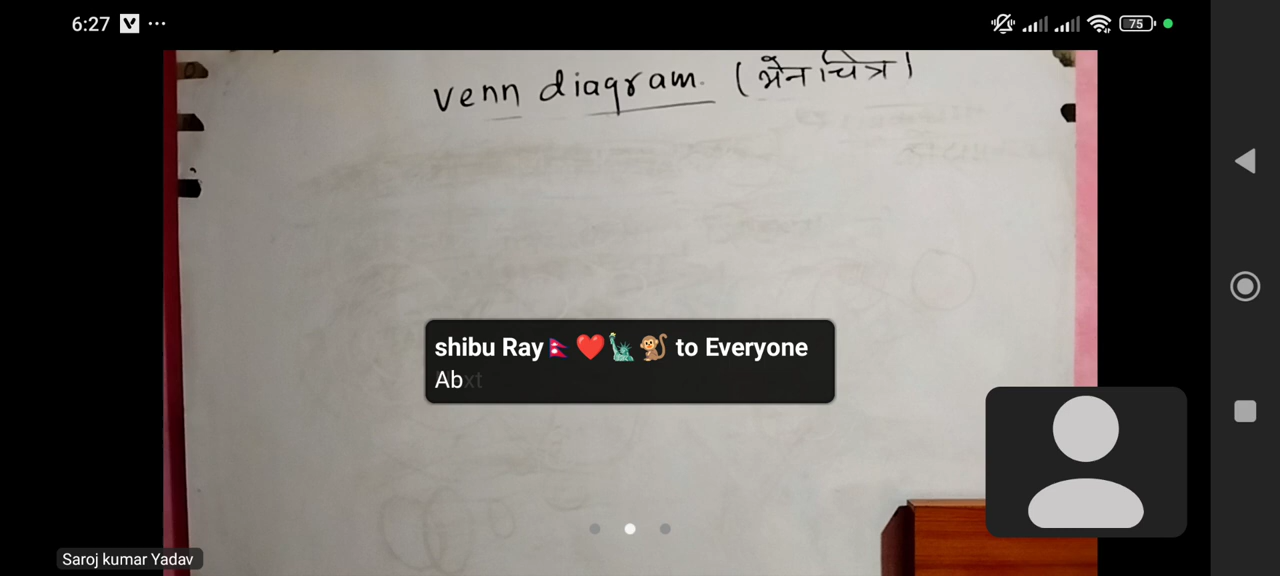 6:27 ...
75
venn diagram. (भेन चित्र)
shibu Ray🇳🇵❤️🗽🐒 to Everyone
Ab
Saroj kumar Yadav